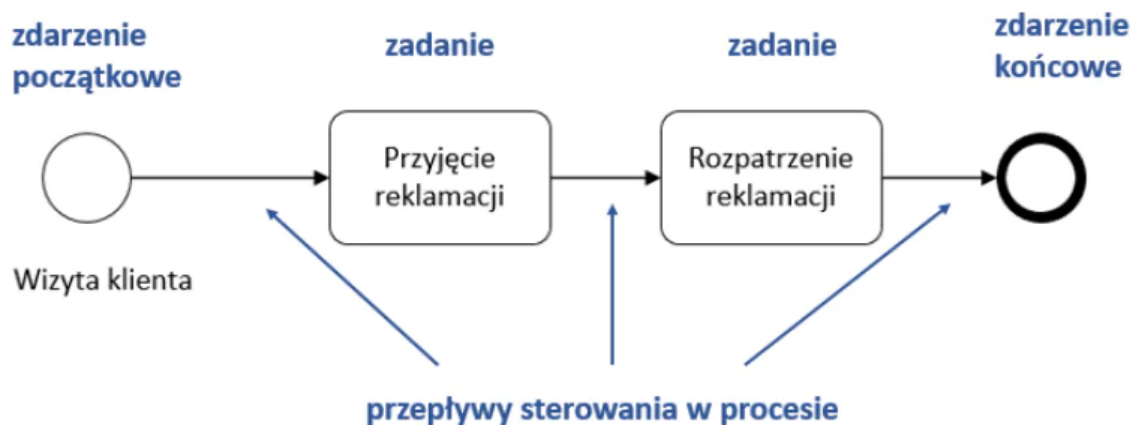 zdarzenie
początkowe
zadanie
zadanie
zdarzenie
końcowe
Przyjęcie
reklamacji
Rozpatrzenie
reklamacji
Wizyta klienta
przepływy sterowania w procesie